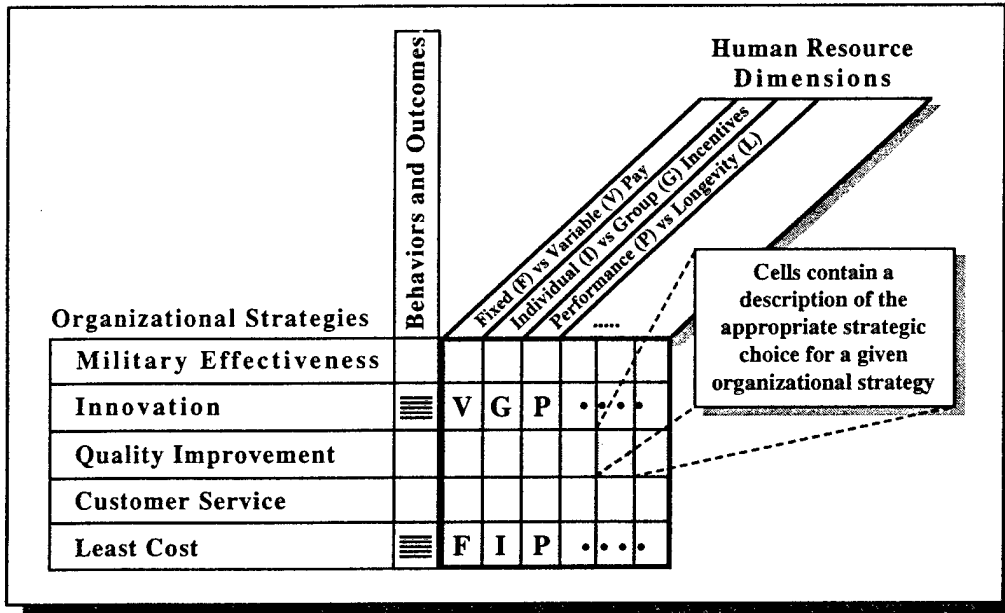 Human Resource
Dimensions
Behaviors and Outcomes
Fixed (F) vs Variable (V) Pay
Individual (I) vs Group (G) Incentives
Performance (P) vs Longevity (L)
.....
Cells contain a
description of the
appropriate strategic
choice for a given
organizational strategy
Organizational Strategies
Military Effectiveness
Innovation V G P • • • •
Quality Improvement
Customer Service
Least Cost F I P • • • •